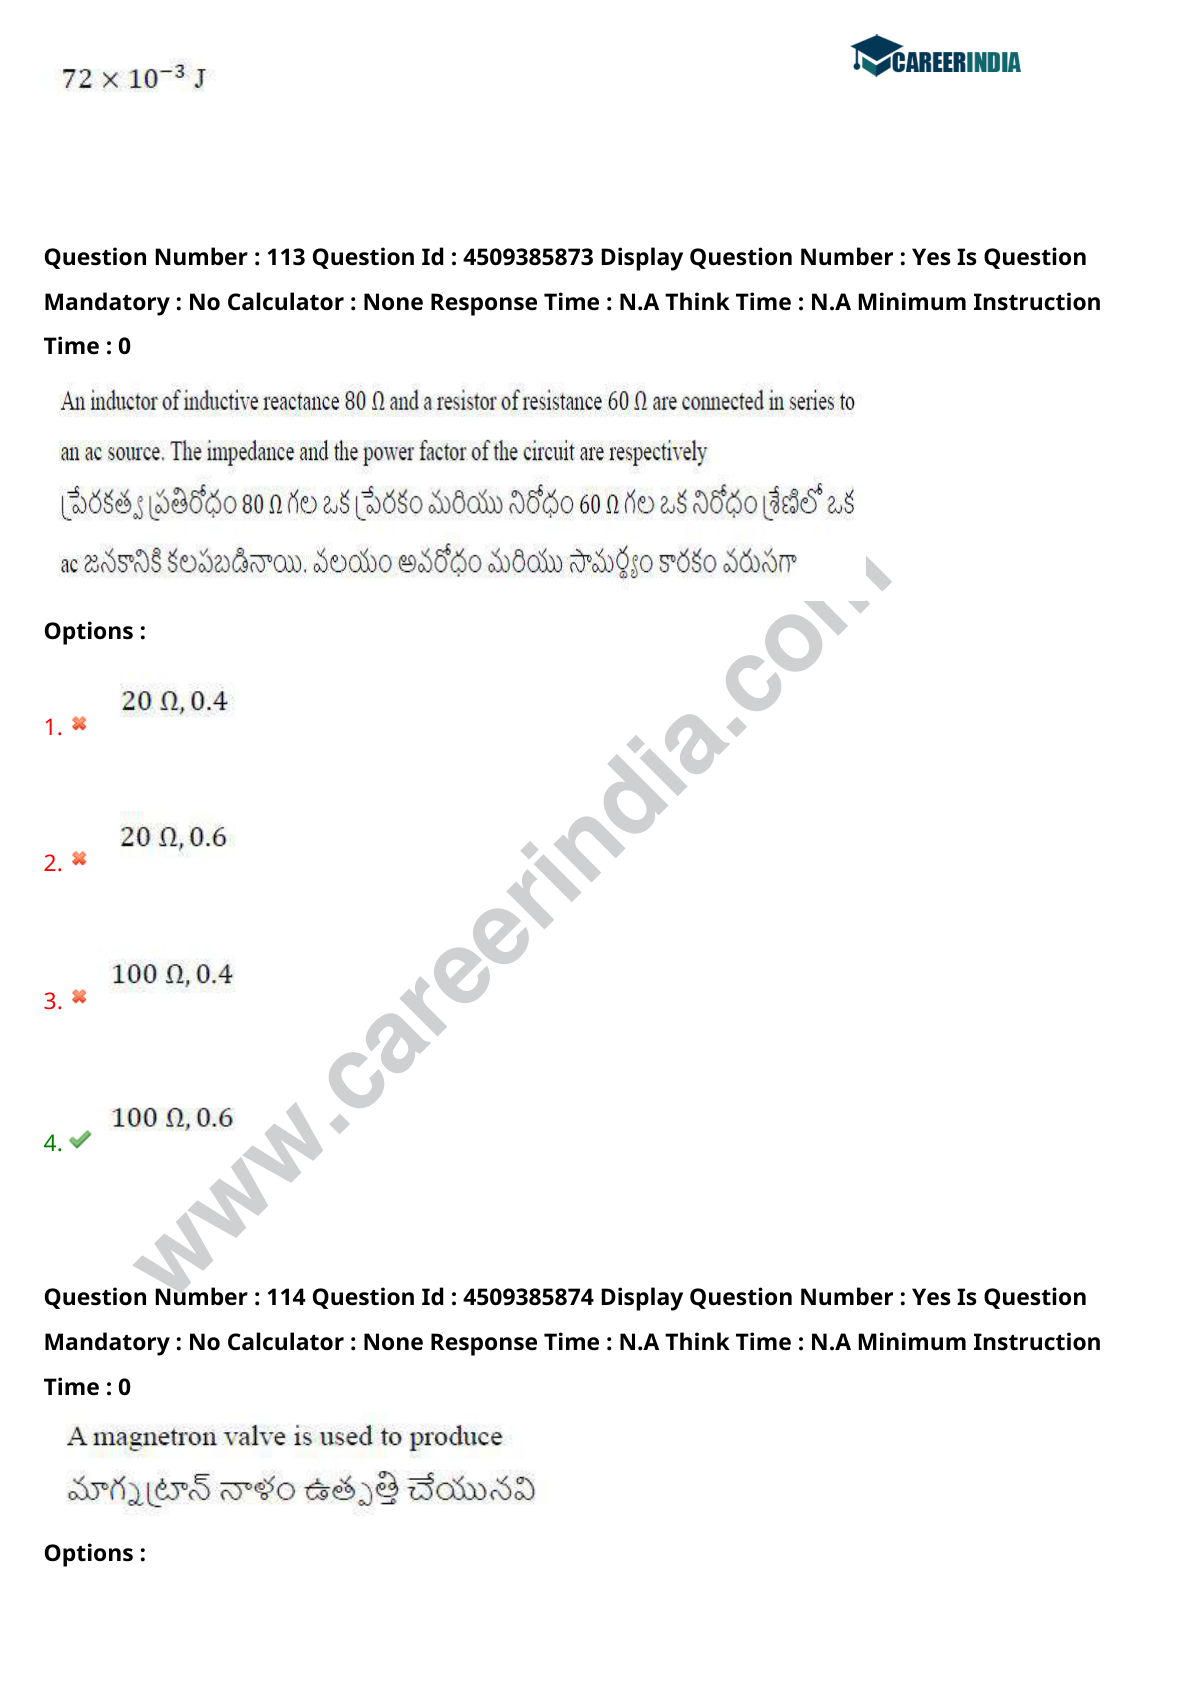 CAREERINDIA
72 × 10⁻³ J
Question Number : 113 Question Id : 4509385873 Display Question Number : Yes Is Question
Mandatory : No Calculator : None Response Time : N.A Think Time : N.A Minimum Instruction
Time : 0
An inductor of inductive reactance 80 Ω and a resistor of resistance 60 Ω are connected in series to
an ac source. The impedance and the power factor of the circuit are respectively
ప్రేరకత్వ ప్రతిరోధం 80 Ω గల ఒక ప్రేరకం మరియు నిరోధం 60 Ω గల ఒక నిరోధం శ్రేణిలో ఒక
ac జనకానికి కలపబడినాయి. వలయం అవరోధం మరియు సామర్థ్యం కారకం వరుసగా
Options :
20 Ω, 0.4
1.
20 Ω, 0.6
2.
100 Ω, 0.4
3.
100 Ω, 0.6
4.
www.careerindia.com
Question Number : 114 Question Id : 4509385874 Display Question Number : Yes Is Question
Mandatory : No Calculator : None Response Time : N.A Think Time : N.A Minimum Instruction
Time : 0
A magnetron valve is used to produce
మాగ్నట్రాన్ నాళం ఉత్పత్తి చేయునవి
Options :